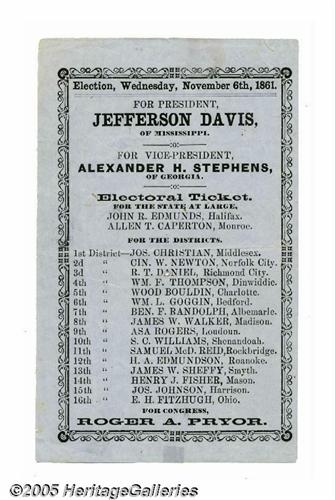 Election, Wednesday, November 6th, 1861.
FOR PRESIDENT,
JEFFERSON DAVIS,
OF MISSISSIPPI.
FOR VICE-PRESIDENT,
ALEXANDER H. STEPHENS,
OF GEORGIA.
Electoral Ticket.
FOR THE STATE AT LARGE,
JOHN R. EDMUNDS, Halifax.
ALLEN T. CAPERTON, Monroe.
FOR THE DISTRICTS.
1st District—JOS. CHRISTIAN, Middlesex.
2d " CIN. W. NEWTON, Norfolk City.
3d " R. T. DANIEL, Richmond City.
4th " WM. F. THOMPSON, Dinwiddie.
5th " WOOD BOULDIN, Charlotte.
6th " WM. L. GOGGIN, Bedford.
7th " BEN. F. RANDOLPH, Albemarle.
8th " JAMES W. WALKER, Madison.
9th " ASA ROGERS, Loudoun.
10th " S. C. WILLIAMS, Shenandoah.
11th " SAMUEL McD. REID, Rockbridge.
12th " H. A. EDMUNDSON, Roanoke.
13th " JAMES W. SHEFFY, Smyth.
14th " HENRY J. FISHER, Mason.
15th " JOS. JOHNSON, Harrison.
16th " E. H. FITZHUGH, Ohio.
FOR CONGRESS,
ROGER A. PRYOR.
©2005 HeritageGalleries